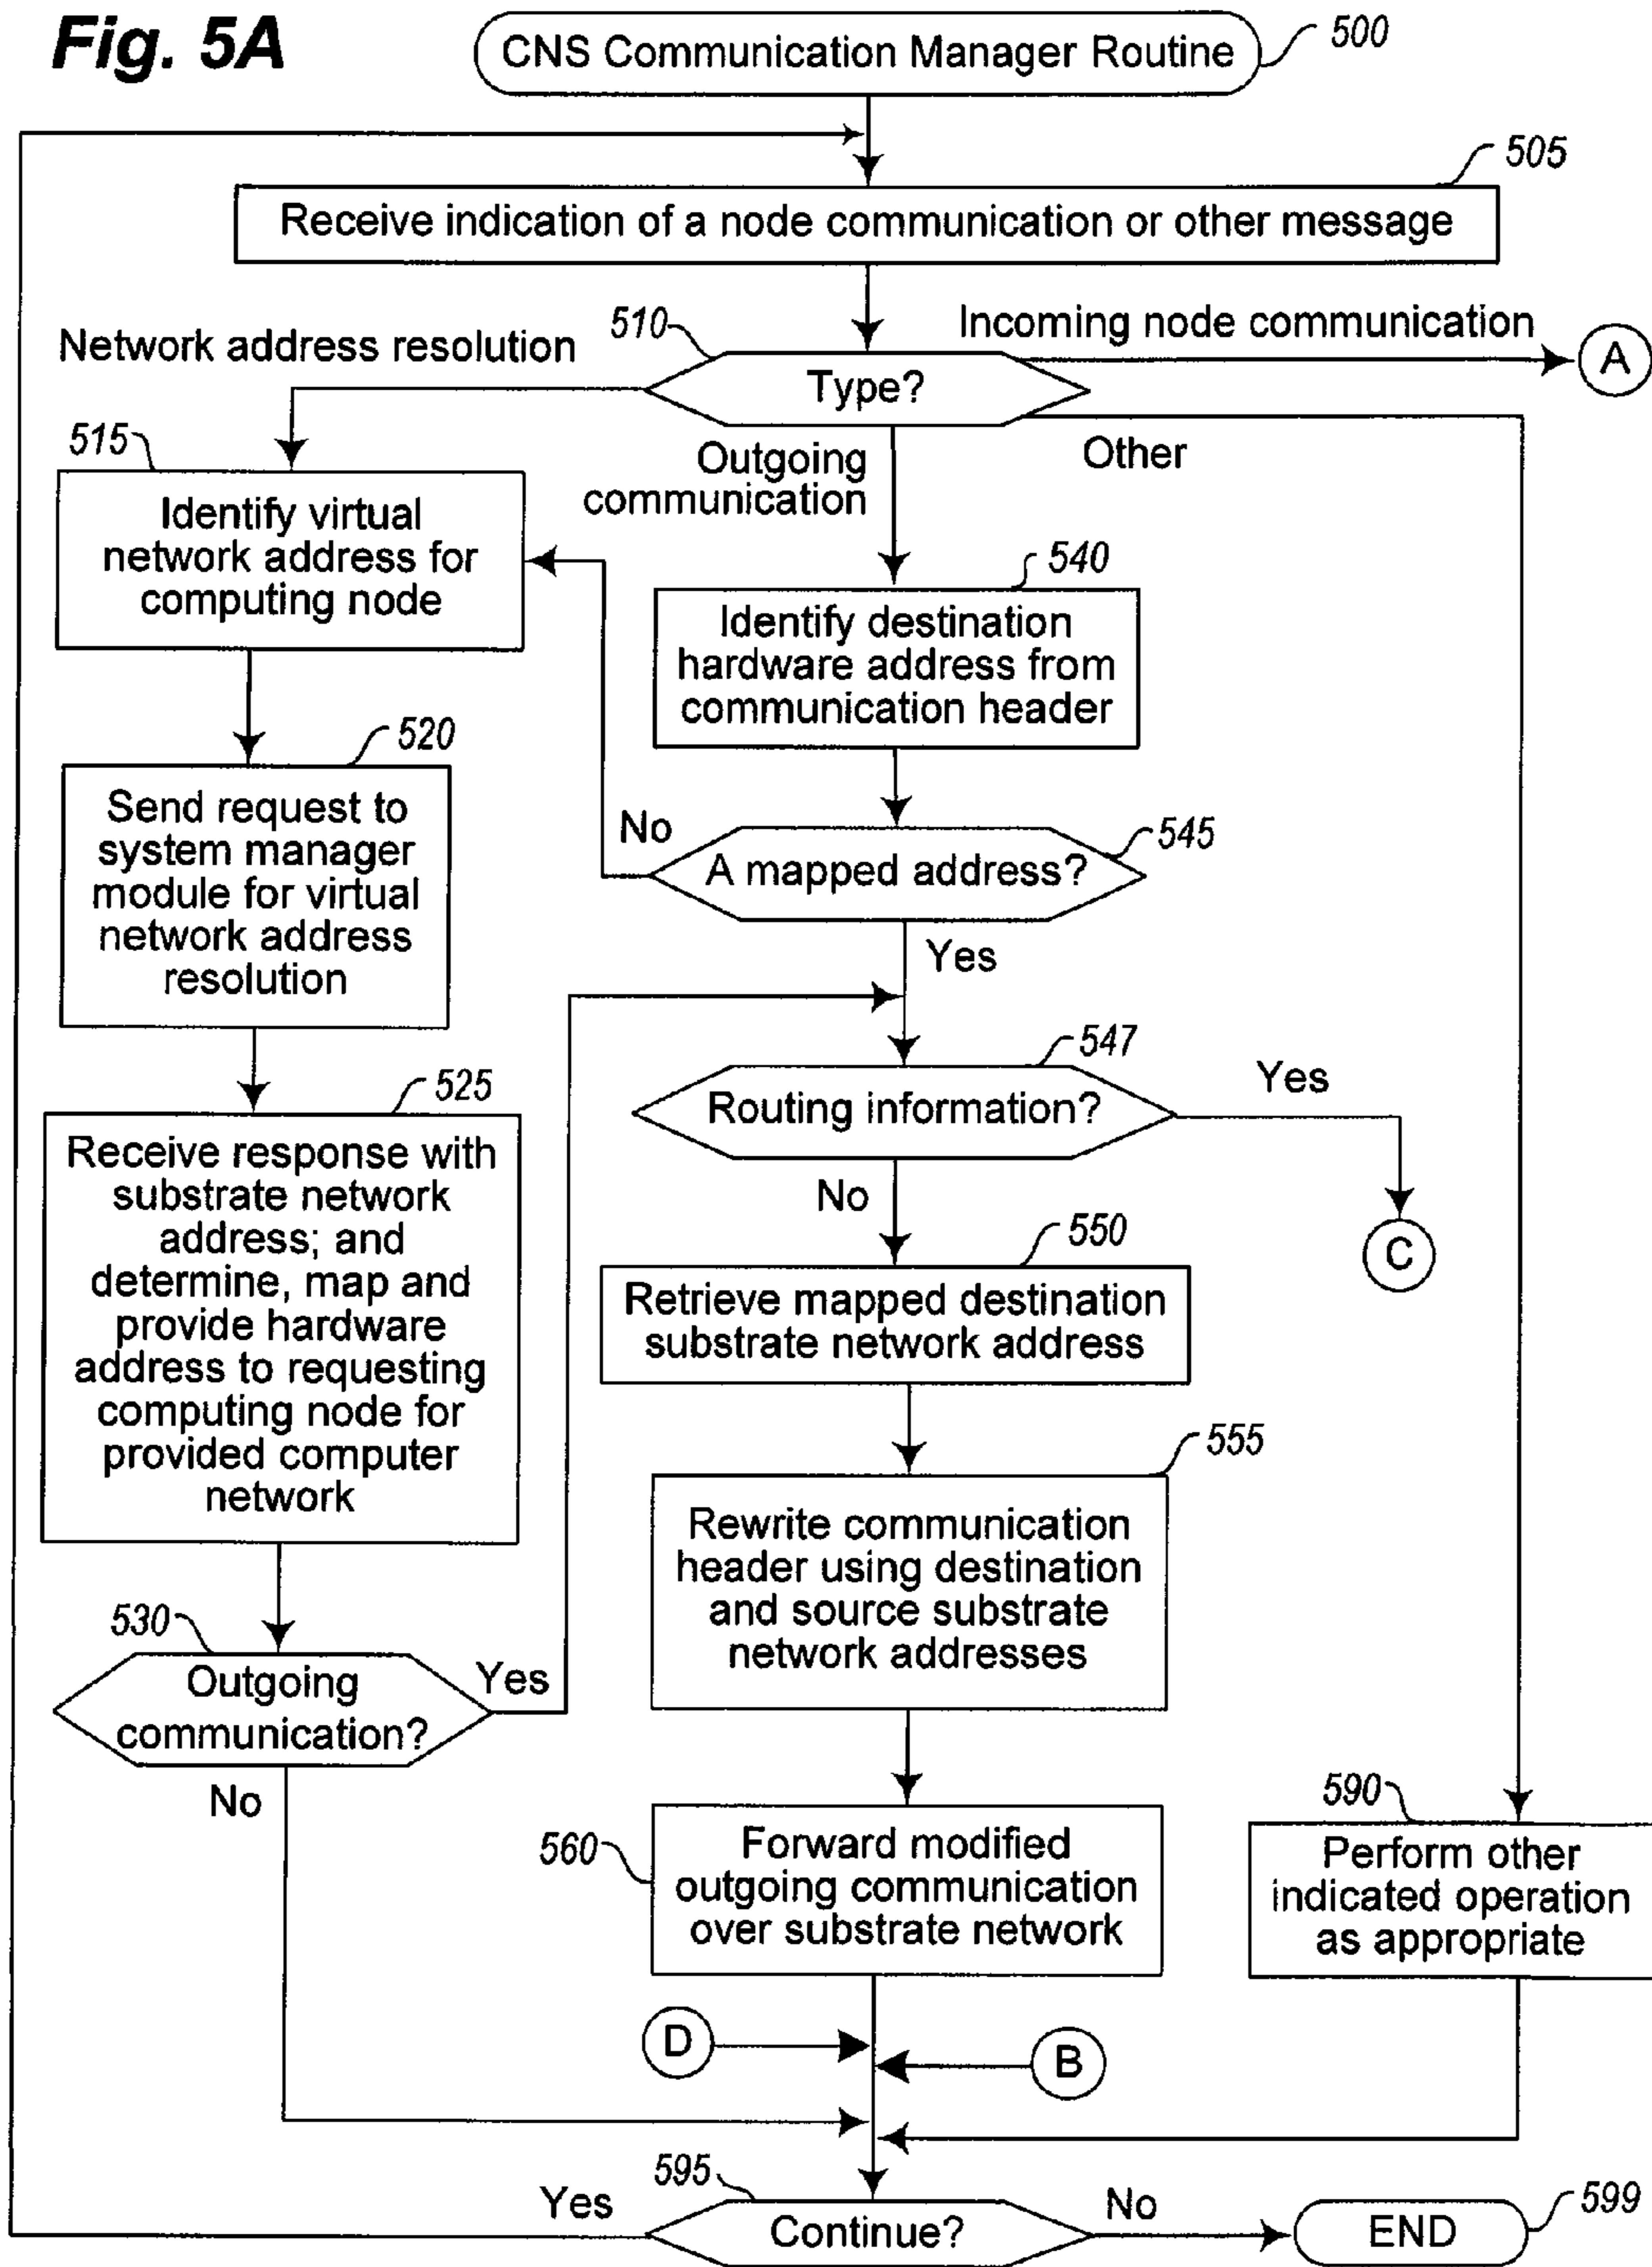 Fig. 5A
CNS Communication Manager Routine
500
505
Receive indication of a node communication or other message
510
Incoming node communication
A
Network address resolution
Type?
515
Outgoing
communication
Other
Identify virtual
network address for
computing node
540
Identify destination
hardware address from
communication header
520
Send request to
system manager
module for virtual
network address
resolution
No
545
A mapped address?
Yes
547
Routing information?
Yes
C
525
Receive response with
substrate network
address; and
determine, map and
provide hardware
address to requesting
computing node for
provided computer
network
No
550
Retrieve mapped destination
substrate network address
555
Rewrite communication
header using destination
and source substrate
network addresses
530
Outgoing
communication?
Yes
No
560
Forward modified
outgoing communication
over substrate network
590
Perform other
indicated operation
as appropriate
D
B
595
Yes
Continue?
No
END
599